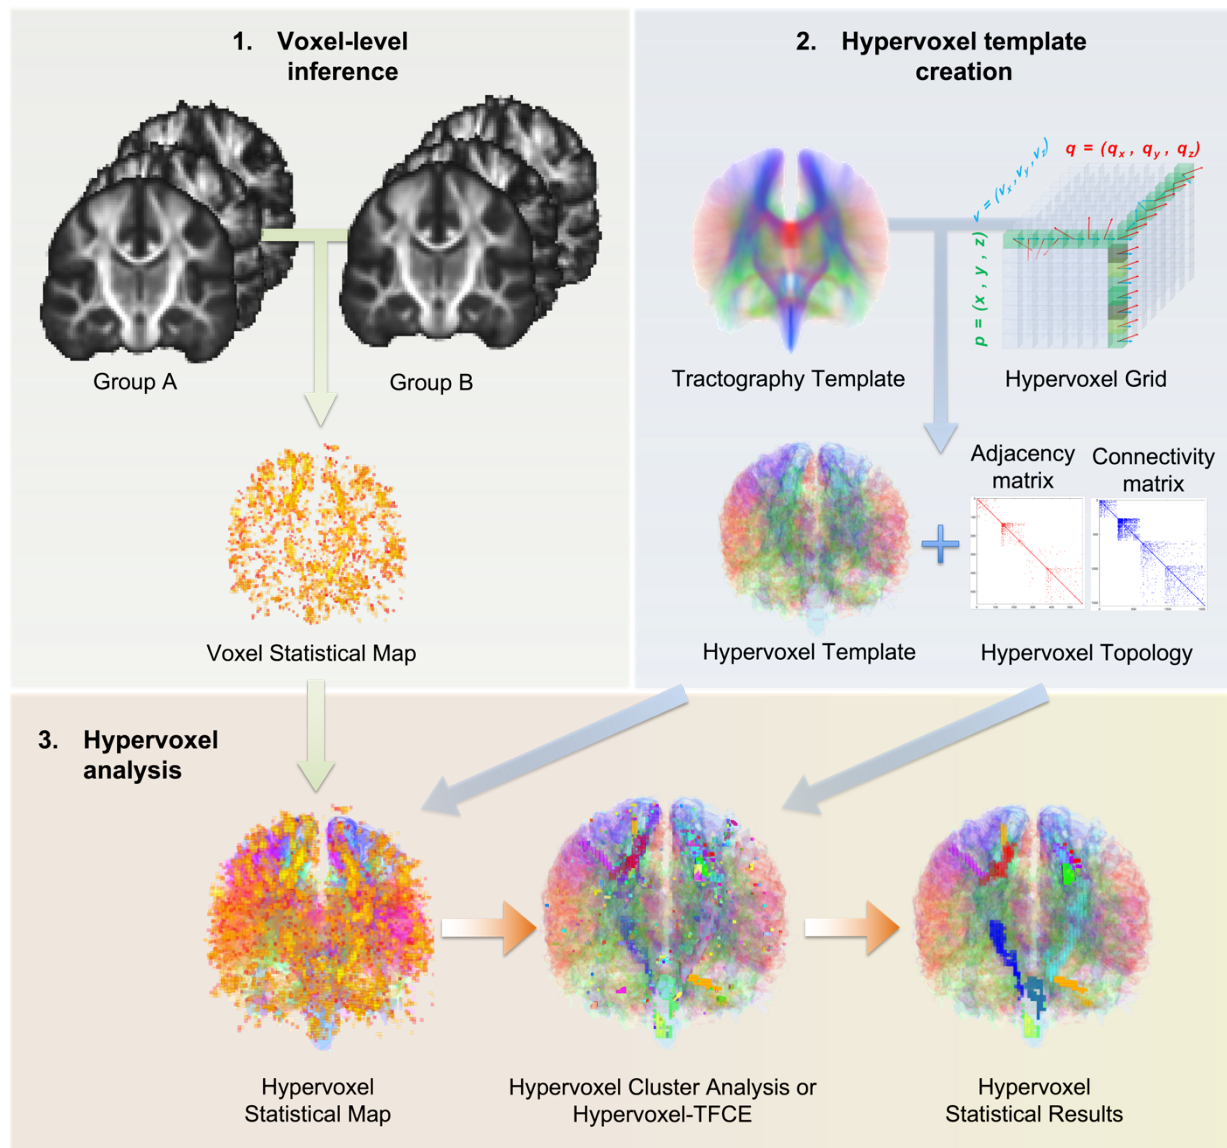 1. Voxel-level
inference
Group A
Group B
Voxel Statistical Map
2. Hypervoxel template
creation
q = (qx , qy , qz)
v = (vx , vy , vz)
p = (x , y , z)
Tractography Template
Hypervoxel Grid
Adjacency
matrix
Connectivity
matrix
Hypervoxel Template
Hypervoxel Topology
3. Hypervoxel
analysis
Hypervoxel
Statistical Map
Hypervoxel Cluster Analysis or
Hypervoxel-TFCE
Hypervoxel
Statistical Results